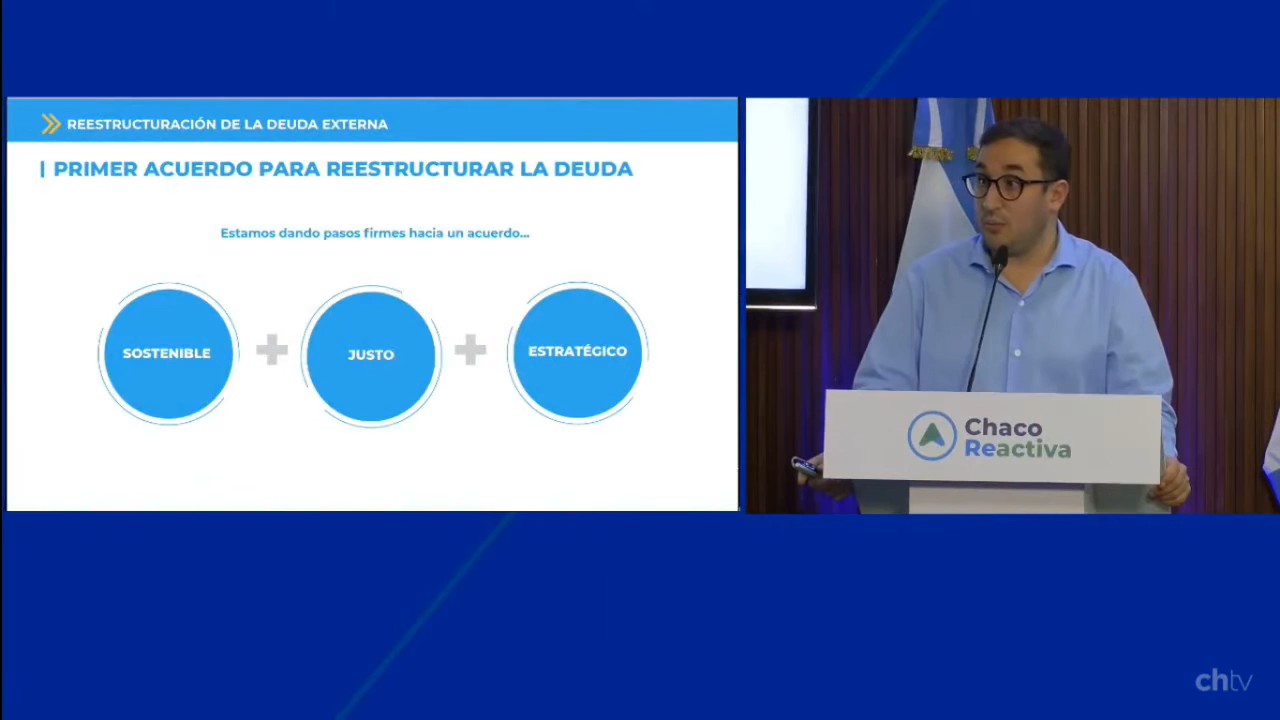 REESTRUCTURACIÓN DE LA DEUDA EXTERNA
PRIMER ACUERDO PARA REESTRUCTURAR LA DEUDA
Estamos dando pasos firmes hacia un acuerdo...
SOSTENIBLE
JUSTO
ESTRATÉGICO
Chaco
Reactiva
chtv